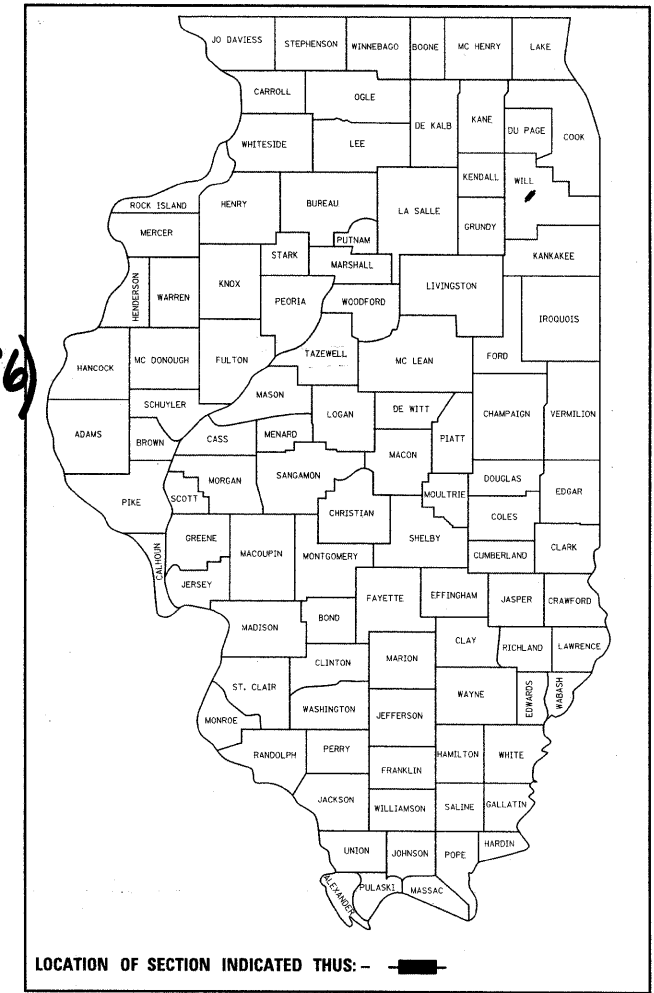 JO DAVIESS STEPHENSON WINNEBAGO BOONE MC HENRY LAKE
CARROLL OGLE DE KALB KANE DU PAGE COOK
WHITESIDE LEE
KENDALL WILL
ROCK ISLAND HENRY BUREAU LA SALLE
MERCER PUTNAM GRUNDY
STARK MARSHALL KANKAKEE
HENDERSON WARREN KNOX PEORIA WOODFORD LIVINGSTON IROQUOIS
HANCOCK MC DONOUGH FULTON TAZEWELL MC LEAN FORD
6)
MASON
SCHUYLER LOGAN DE WITT CHAMPAIGN VERMILION
ADAMS BROWN CASS MENARD PIATT
MACON
MORGAN SANGAMON DOUGLAS EDGAR
PIKE SCOTT CHRISTIAN MOULTRIE COLES
GREENE MACOUPIN MONTGOMERY SHELBY CUMBERLAND CLARK
CALHOUN JERSEY
FAYETTE EFFINGHAM JASPER CRAWFORD
MADISON BOND
CLAY RICHLAND LAWRENCE
CLINTON MARION
ST. CLAIR WAYNE EDWARDS WABASH
MONROE WASHINGTON JEFFERSON
RANDOLPH PERRY HAMILTON WHITE
FRANKLIN
JACKSON WILLIAMSON SALINE GALLATIN
UNION JOHNSON POPE HARDIN
ALEXANDER PULASKI MASSAC
LOCATION OF SECTION INDICATED THUS:-